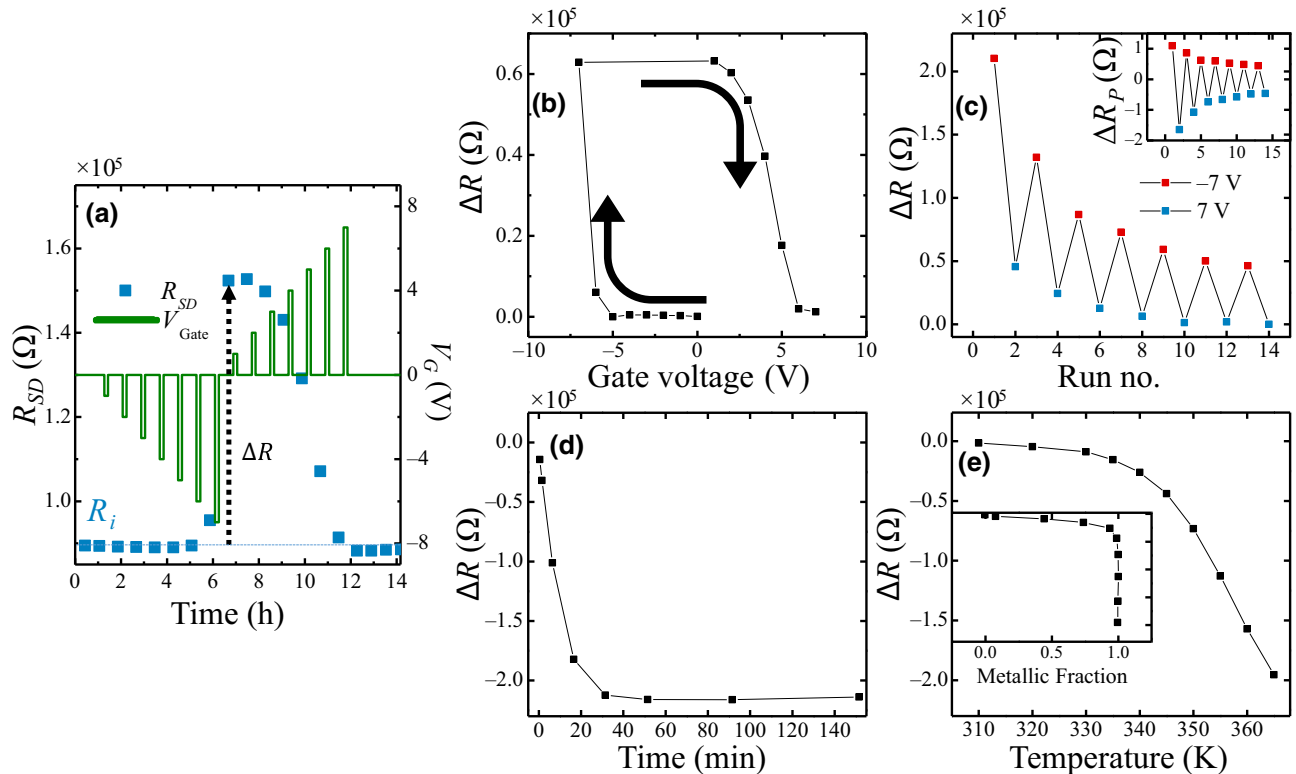 ×10⁵
(a)
R_SD (Ω)
1.6
1.4
1.2
1.0
R_SD
V_Gate
ΔR
R_i
8
4
0
−4
−8
V_G (V)
0 2 4 6 8 10 12 14
Time (h)
×10⁵
(b)
ΔR (Ω)
0.6
0.4
0.2
0.0
−10 −5 0 5 10
Gate voltage (V)
×10⁵
(c)
ΔR (Ω)
2.0
1.5
1.0
0.5
0.0
0 2 4 6 8 10 12 14
Run no.
ΔR_P (Ω)
1
0
−1
−2
0 5 10 15
−7 V
7 V
×10⁵
(d)
ΔR (Ω)
0.0
−0.5
−1.0
−1.5
−2.0
0 20 40 60 80 100 120 140
Time (min)
×10⁵
(e)
ΔR (Ω)
0.0
−0.5
−1.0
−1.5
−2.0
310 320 330 340 350 360
Temperature (K)
0.0 0.5 1.0
Metallic Fraction